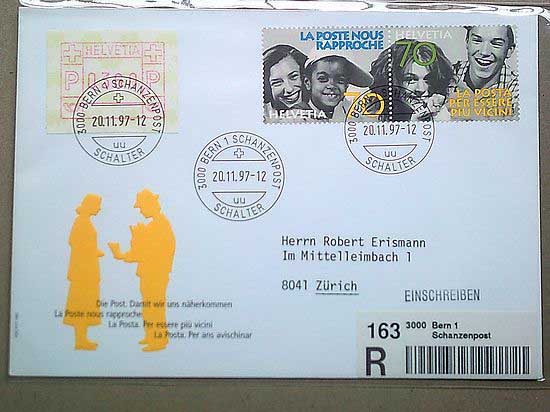 HELVETIA
LA POSTE NOUS
RAPPROCHE
70
HELVETIA
70
LA POSTA
PER ESSERE
PIÙ VICINI
3000 BERN 1 SCHANZENPOST
20.11.97-12
uu
SCHALTER
3000 BERN 1 SCHANZENPOST
20.11.97-12
uu
SCHALTER
3000 BERN 1 SCHANZENPOST
20.11.97-12
uu
SCHALTER
Herrn Robert Erismann
Im Mittelleimbach 1
8041 Zürich
EINSCHREIBEN
Die Post. Damit wir uns näherkommen
La Poste nous rapproche
La Posta. Per essere più vicini
La Posta. Per ans avischinar
163 3000 Bern 1
Schanzenpost
R